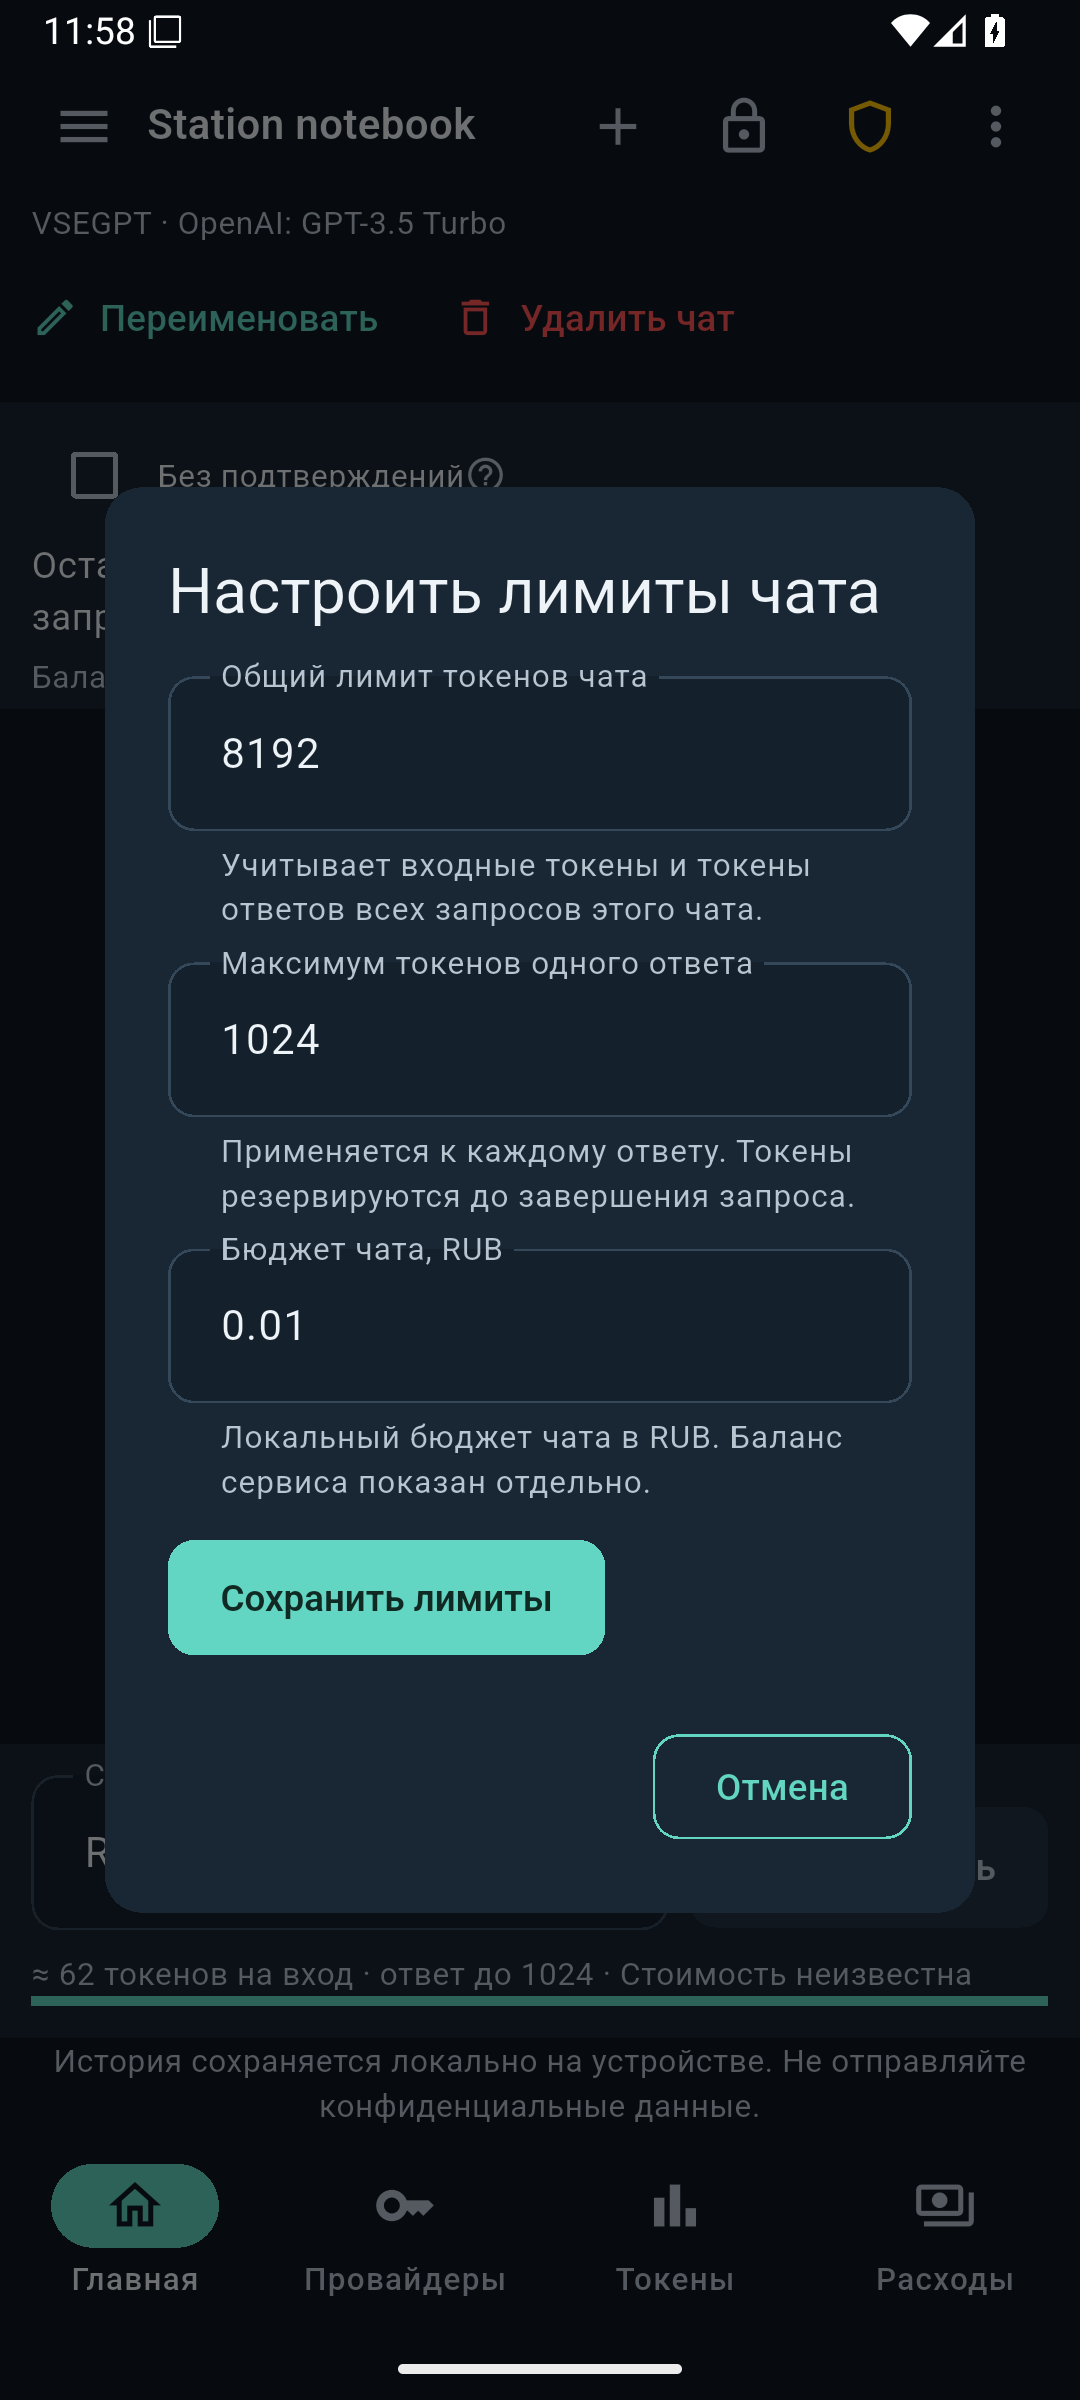 11:58
Station notebook
VSEGPT · OpenAI: GPT-3.5 Turbo
Переименовать
Удалить чат
Без подтверждений
Настроить лимиты чата
Общий лимит токенов чата
8192
Учитывает входные токены и токены
ответов всех запросов этого чата.
Максимум токенов одного ответа
1024
Применяется к каждому ответу. Токены
резервируются до завершения запроса.
Бюджет чата, RUB
0.01
Локальный бюджет чата в RUB. Баланс
сервиса показан отдельно.
Сохранить лимиты
Отмена
≈ 62 токенов на вход · ответ до 1024 · Стоимость неизвестна
История сохраняется локально на устройстве. Не отправляйте
конфиденциальные данные.
Главная
Провайдеры
Токены
Расходы